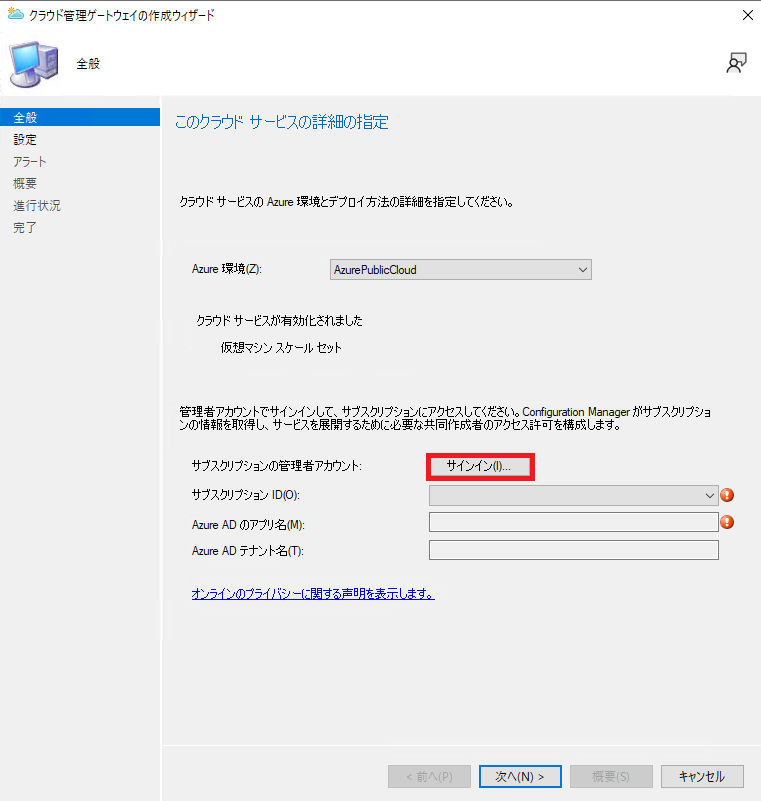 クラウド管理ゲートウェイの作成ウィザード
全般
全般
設定
アラート
概要
進行状況
完了
このクラウド サービスの詳細の指定
クラウド サービスの Azure 環境とデプロイ方法の詳細を指定してください。
Azure 環境(Z):
AzurePublicCloud
クラウド サービスが有効化されました
仮想マシン スケール セット
管理者アカウントでサインインして、サブスクリプションにアクセスしてください。Configuration Manager がサブスクリプショ
ンの情報を取得し、サービスを展開するために必要な共同作成者のアクセス許可を構成します。
サブスクリプションの管理者アカウント:
サインイン(I)...
サブスクリプション ID(O):
Azure AD のアプリ名(M):
Azure AD テナント名(T):
オンラインのプライバシーに関する声明を表示します。
< 前へ(P)
次へ(N) >
概要(S)
キャンセル